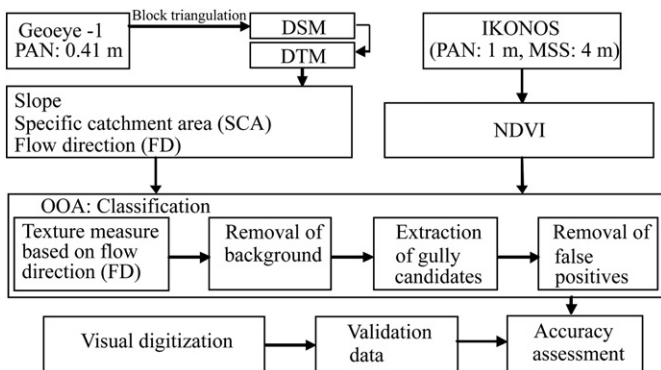 Geoeye -1
PAN: 0.41 m
Block triangulation
DSM
DTM
IKONOS
(PAN: 1 m, MSS: 4 m)
Slope
Specific catchment area (SCA)
Flow direction (FD)
NDVI
OOA: Classification
Texture measure
based on flow
direction (FD)
Removal of
background
Extraction
of gully
candidates
Removal of
false
positives
Visual digitization
Validation
data
Accuracy
assessment